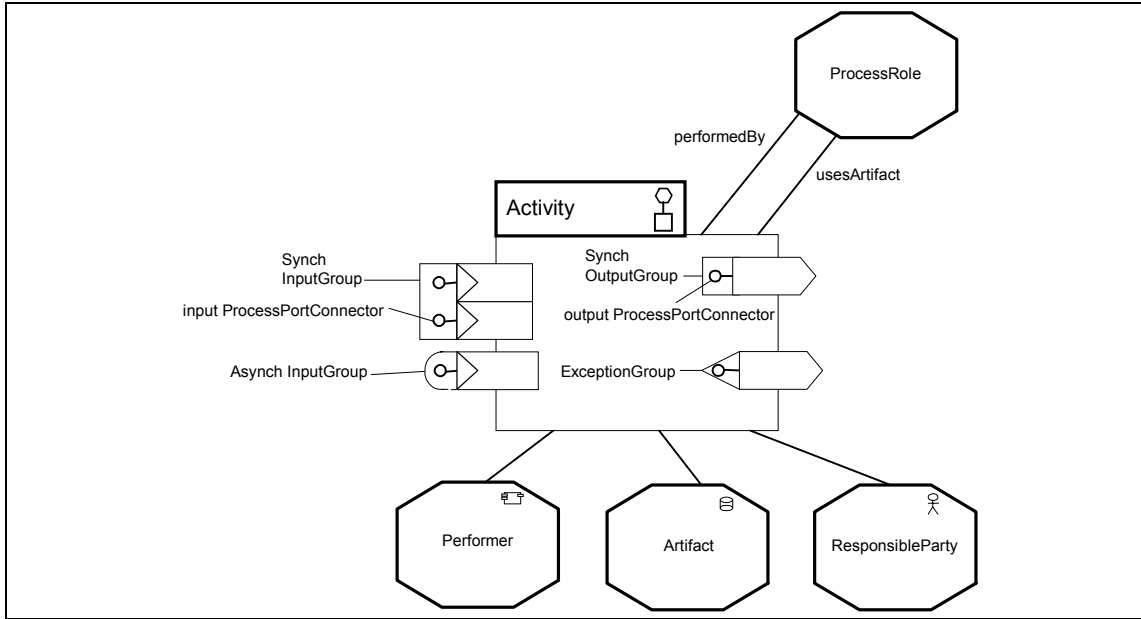 ProcessRole
performedBy
usesArtifact
Activity
Synch
InputGroup
input ProcessPortConnector
Asynch InputGroup
Synch
OutputGroup
output ProcessPortConnector
ExceptionGroup
Performer
Artifact
ResponsibleParty